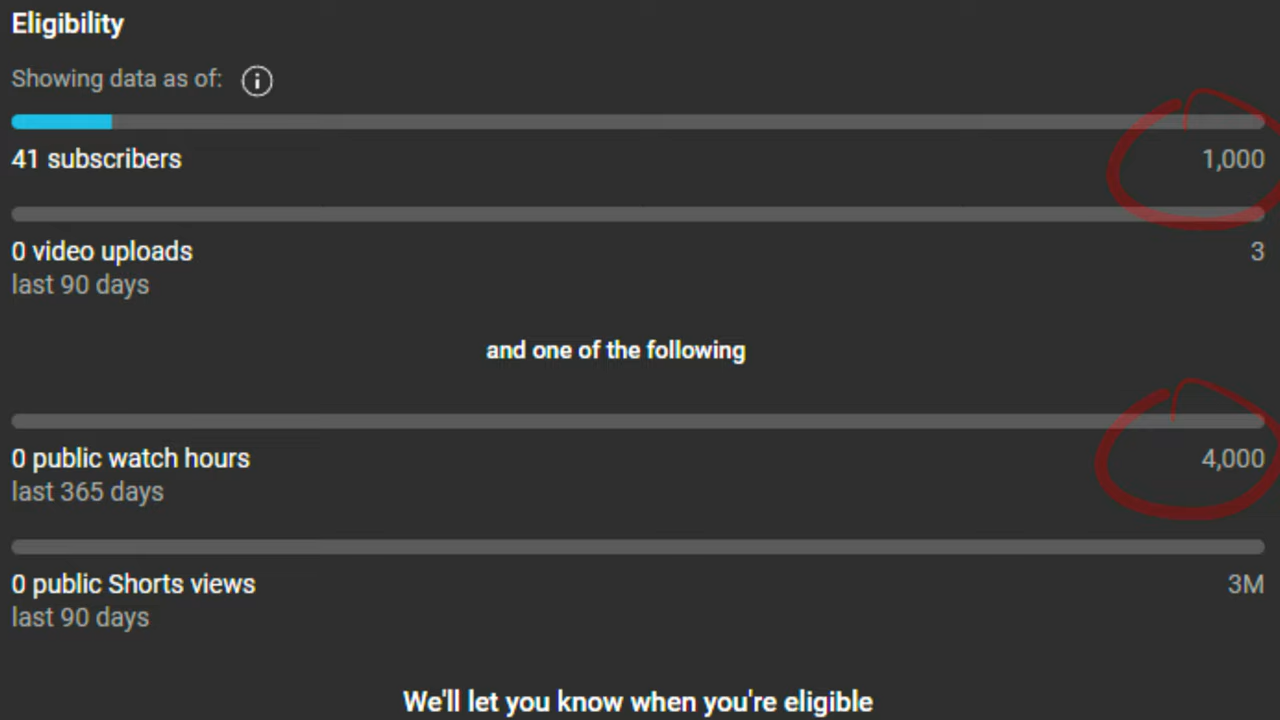 Eligibility
Showing data as of:
41 subscribers 1,000
0 video uploads 3
last 90 days
and one of the following
0 public watch hours 4,000
last 365 days
0 public Shorts views 3M
last 90 days
We'll let you know when you're eligible